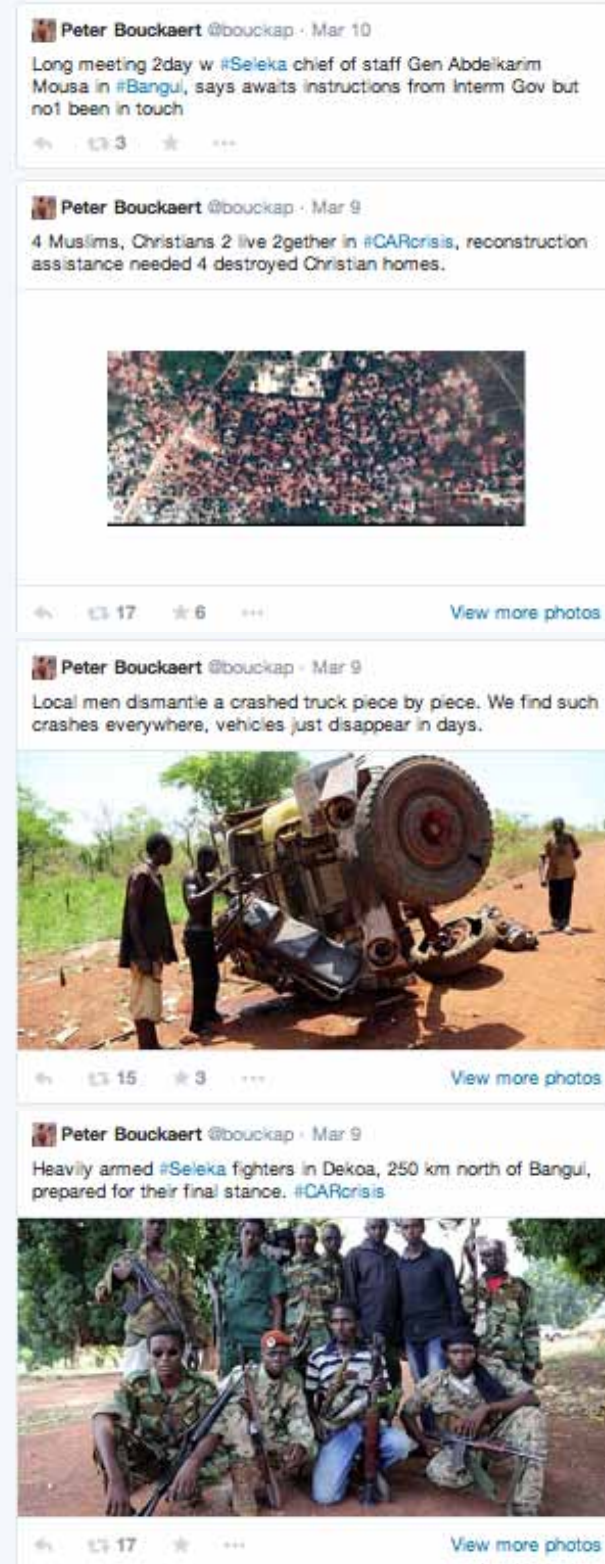 Peter Bouckaert @bouckap · Mar 10
Long meeting 2day w #Seleka chief of staff Gen Abdelkarim
Mousa in #Bangui, says awaits instructions from Interm Gov but
no1 been in touch
3
Peter Bouckaert @bouckap · Mar 9
4 Muslims, Christians 2 live 2gether in #CARcrisis, reconstruction
assistance needed 4 destroyed Christian homes.
17 6 View more photos
Peter Bouckaert @bouckap · Mar 9
Local men dismantle a crashed truck piece by piece. We find such
crashes everywhere, vehicles just disappear in days.
15 3 View more photos
Peter Bouckaert @bouckap · Mar 9
Heavily armed #Seleka fighters in Dekoa, 250 km north of Bangui,
prepared for their final stance. #CARcrisis
17 View more photos